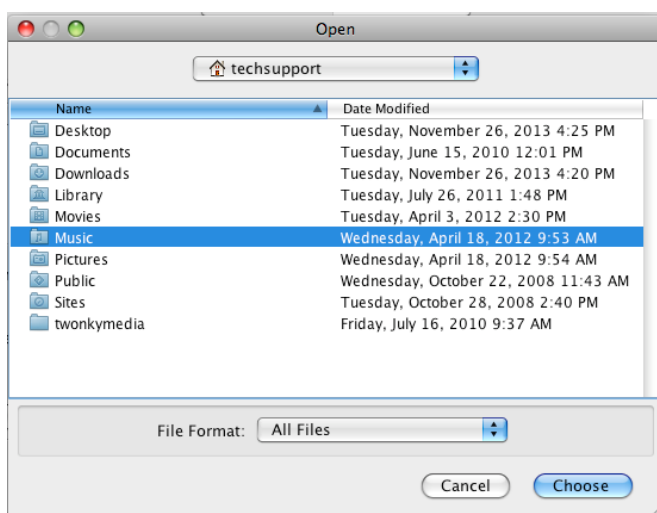 Open
techsupport
Name Date Modified
Desktop Tuesday, November 26, 2013 4:25 PM
Documents Tuesday, June 15, 2010 12:01 PM
Downloads Tuesday, November 26, 2013 4:20 PM
Library Tuesday, July 26, 2011 1:48 PM
Movies Tuesday, April 3, 2012 2:30 PM
Music Wednesday, April 18, 2012 9:53 AM
Pictures Wednesday, April 18, 2012 9:54 AM
Public Wednesday, October 22, 2008 11:43 AM
Sites Tuesday, October 28, 2008 2:40 PM
twonkymedia Friday, July 16, 2010 9:37 AM
File Format: All Files
Cancel Choose